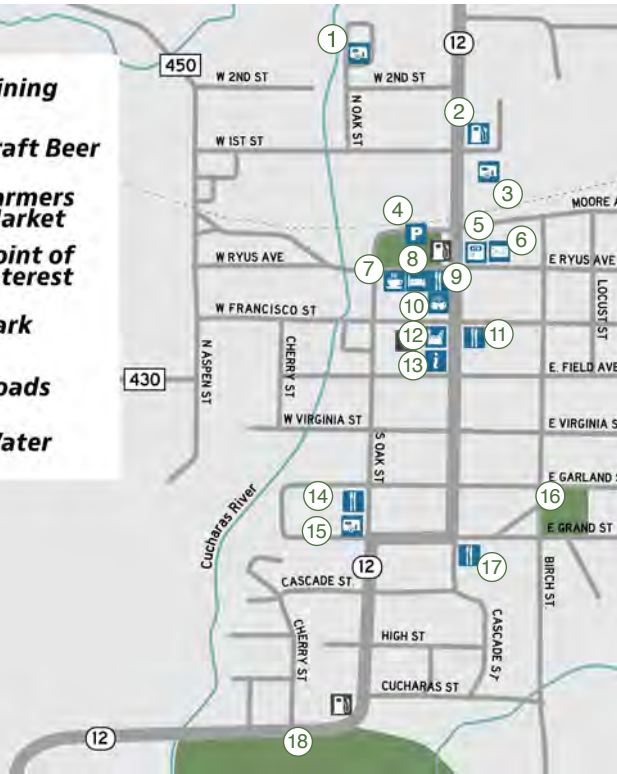 ining
raft Beer
armers
arket
oint of
terest
ark
oads
ater
1
12
450
W 2ND ST
W 2ND ST
N OAK ST
2
W 1ST ST
3
4
MOORE A
5
6
W RYUS AVE
7
8
9
E RYUS AVE
10
W FRANCISCO ST
LOCUST ST
N ASPEN ST
CHERRY ST
12
11
13
430
E. FIELD AVE
W VIRGINIA ST
E VIRGINIA S
S OAK ST
E GARLAND
14
16
Cucharas River
15
E GRAND ST
12
17
CASCADE ST.
BIRCH ST.
CHERRY ST
HIGH ST
CASCADE ST
CUCHARAS ST
12
18
P
i